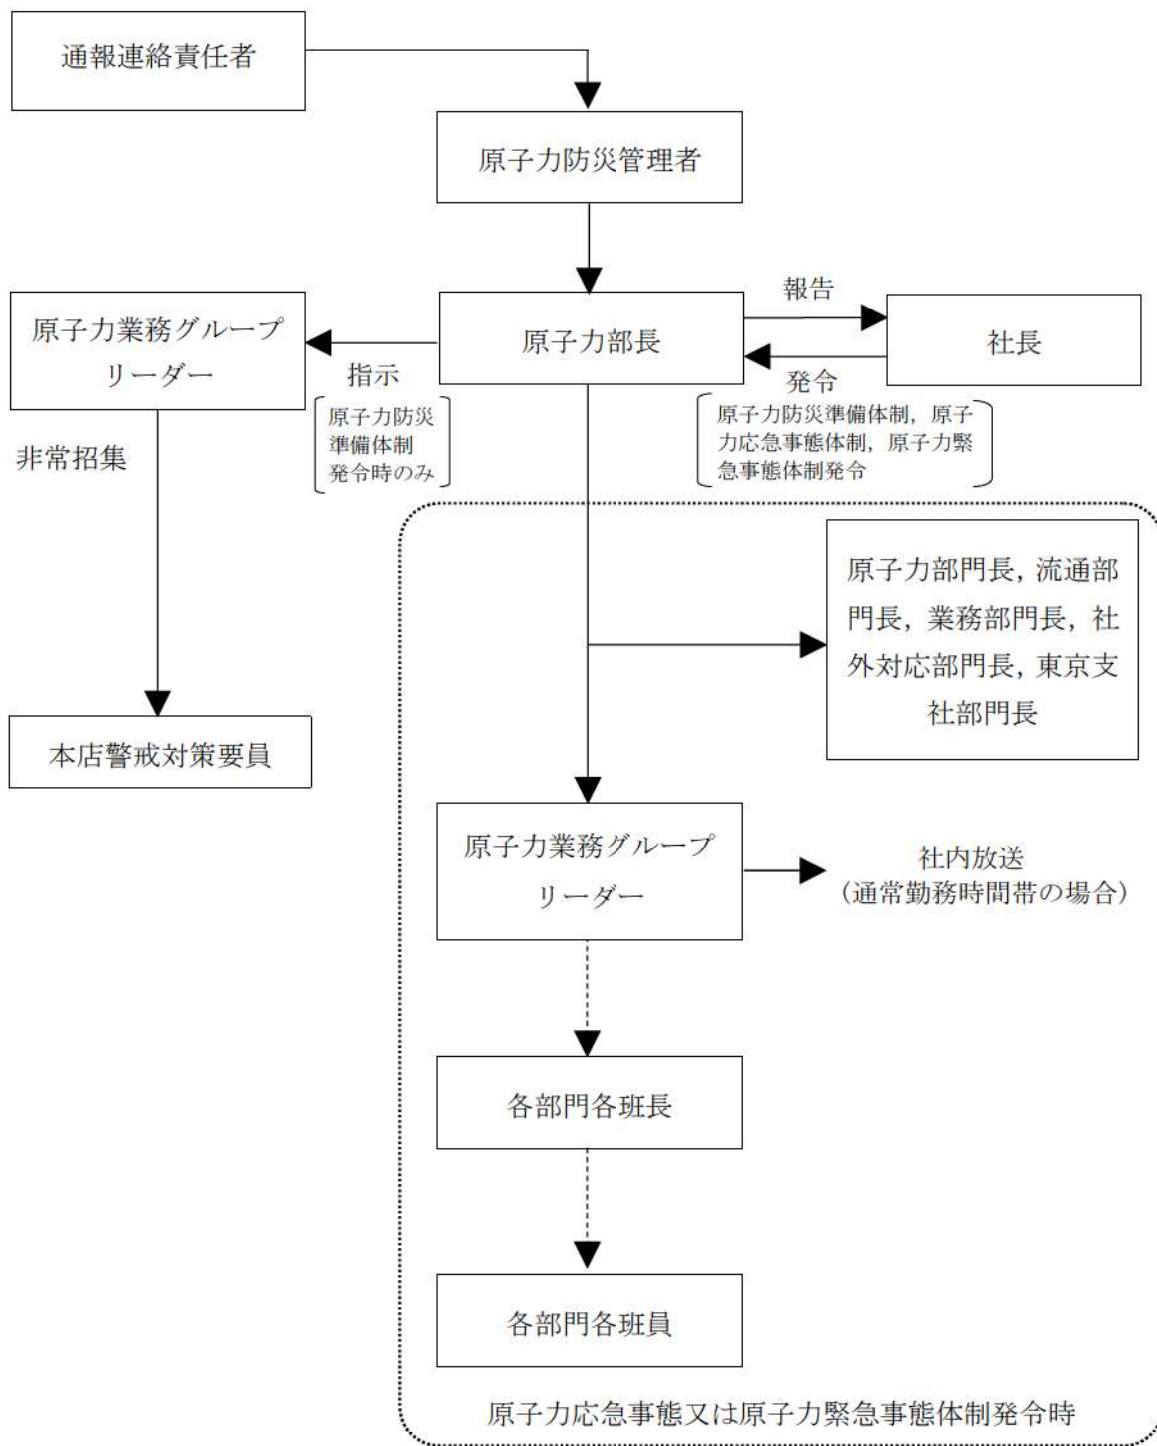 通報連絡責任者
原子力防災管理者
原子力業務グループ
リーダー
指示
原子力防災
準備体制
発令時のみ
原子力部長
報告
発令
原子力防災準備体制，原子
力応急事態体制，原子力緊
急事態体制発令
社長
非常招集
本店警戒対策要員
原子力部門長，流通部
門長，業務部門長，社
外対応部門長，東京支
社部門長
原子力業務グループ
リーダー
社内放送
（通常勤務時間帯の場合）
各部門各班長
各部門各班員
原子力応急事態又は原子力緊急事態体制発令時